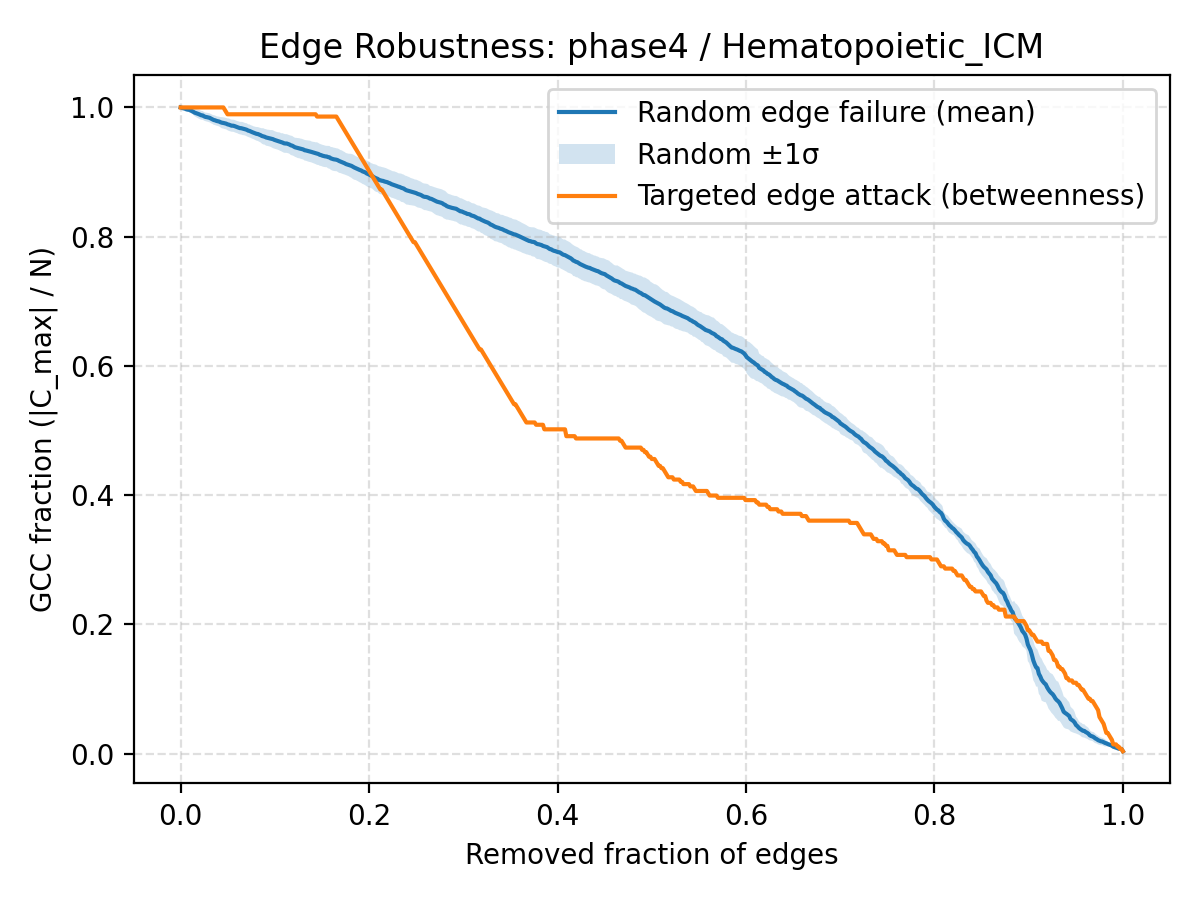 Edge Robustness: phase4 / Hematopoietic_ICM
Random edge failure (mean)
Random ±1σ
Targeted edge attack (betweenness)
GCC fraction (|C_max| / N)
1.0
0.8
0.6
0.4
0.2
0.0
0.0 0.2 0.4 0.6 0.8 1.0
Removed fraction of edges